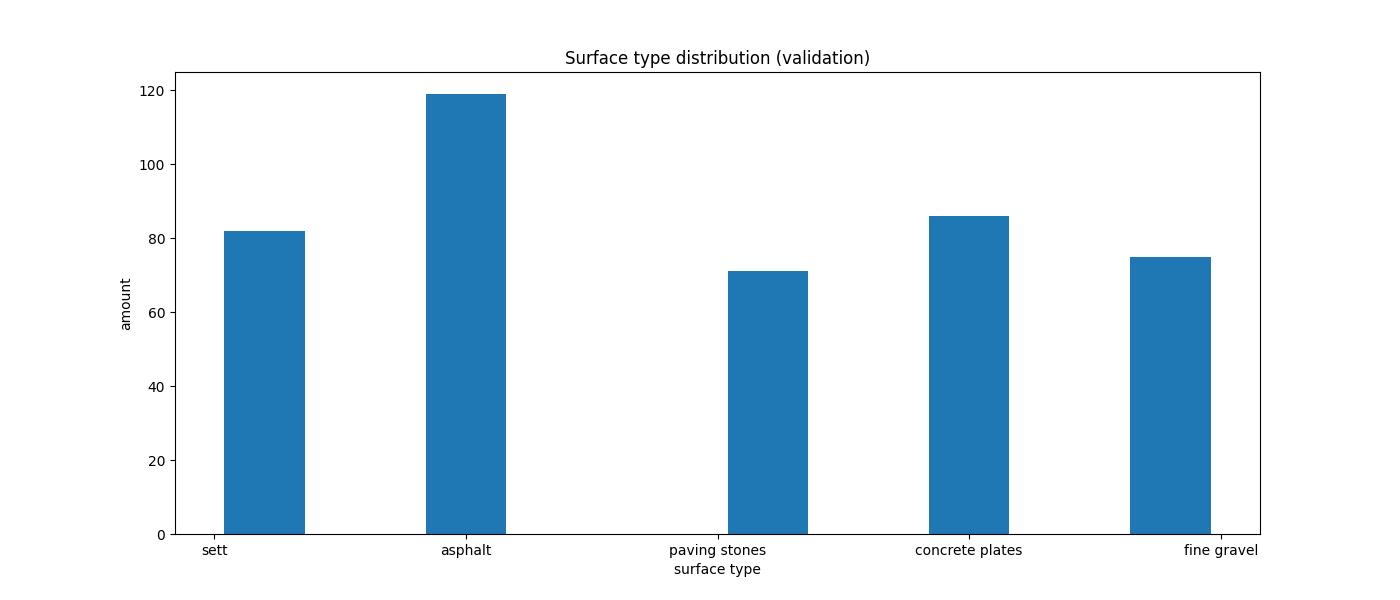 Surface type distribution (validation)
120
100
80
60
40
20
0
amount
sett
asphalt
paving stones
concrete plates
fine gravel
surface type